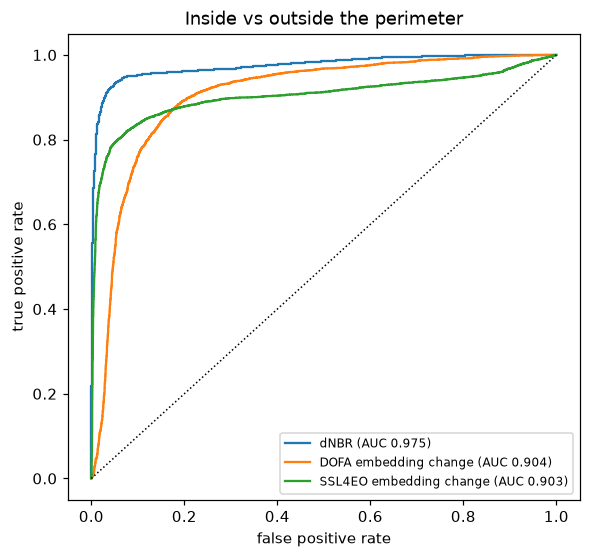 Inside vs outside the perimeter
true positive rate
1.0
0.8
0.6
0.4
0.2
0.0
dNBR (AUC 0.975)
DOFA embedding change (AUC 0.904)
SSL4EO embedding change (AUC 0.903)
0.0 0.2 0.4 0.6 0.8 1.0
false positive rate